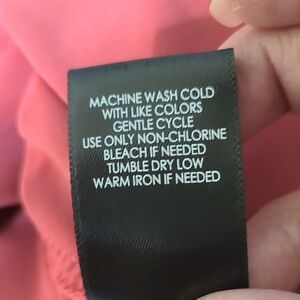 MACHINE WASH COLD
WITH LIKE COLORS
GENTLE CYCLE
USE ONLY NON-CHLORINE
BLEACH IF NEEDED
TUMBLE DRY LOW
WARM IRON IF NEEDED